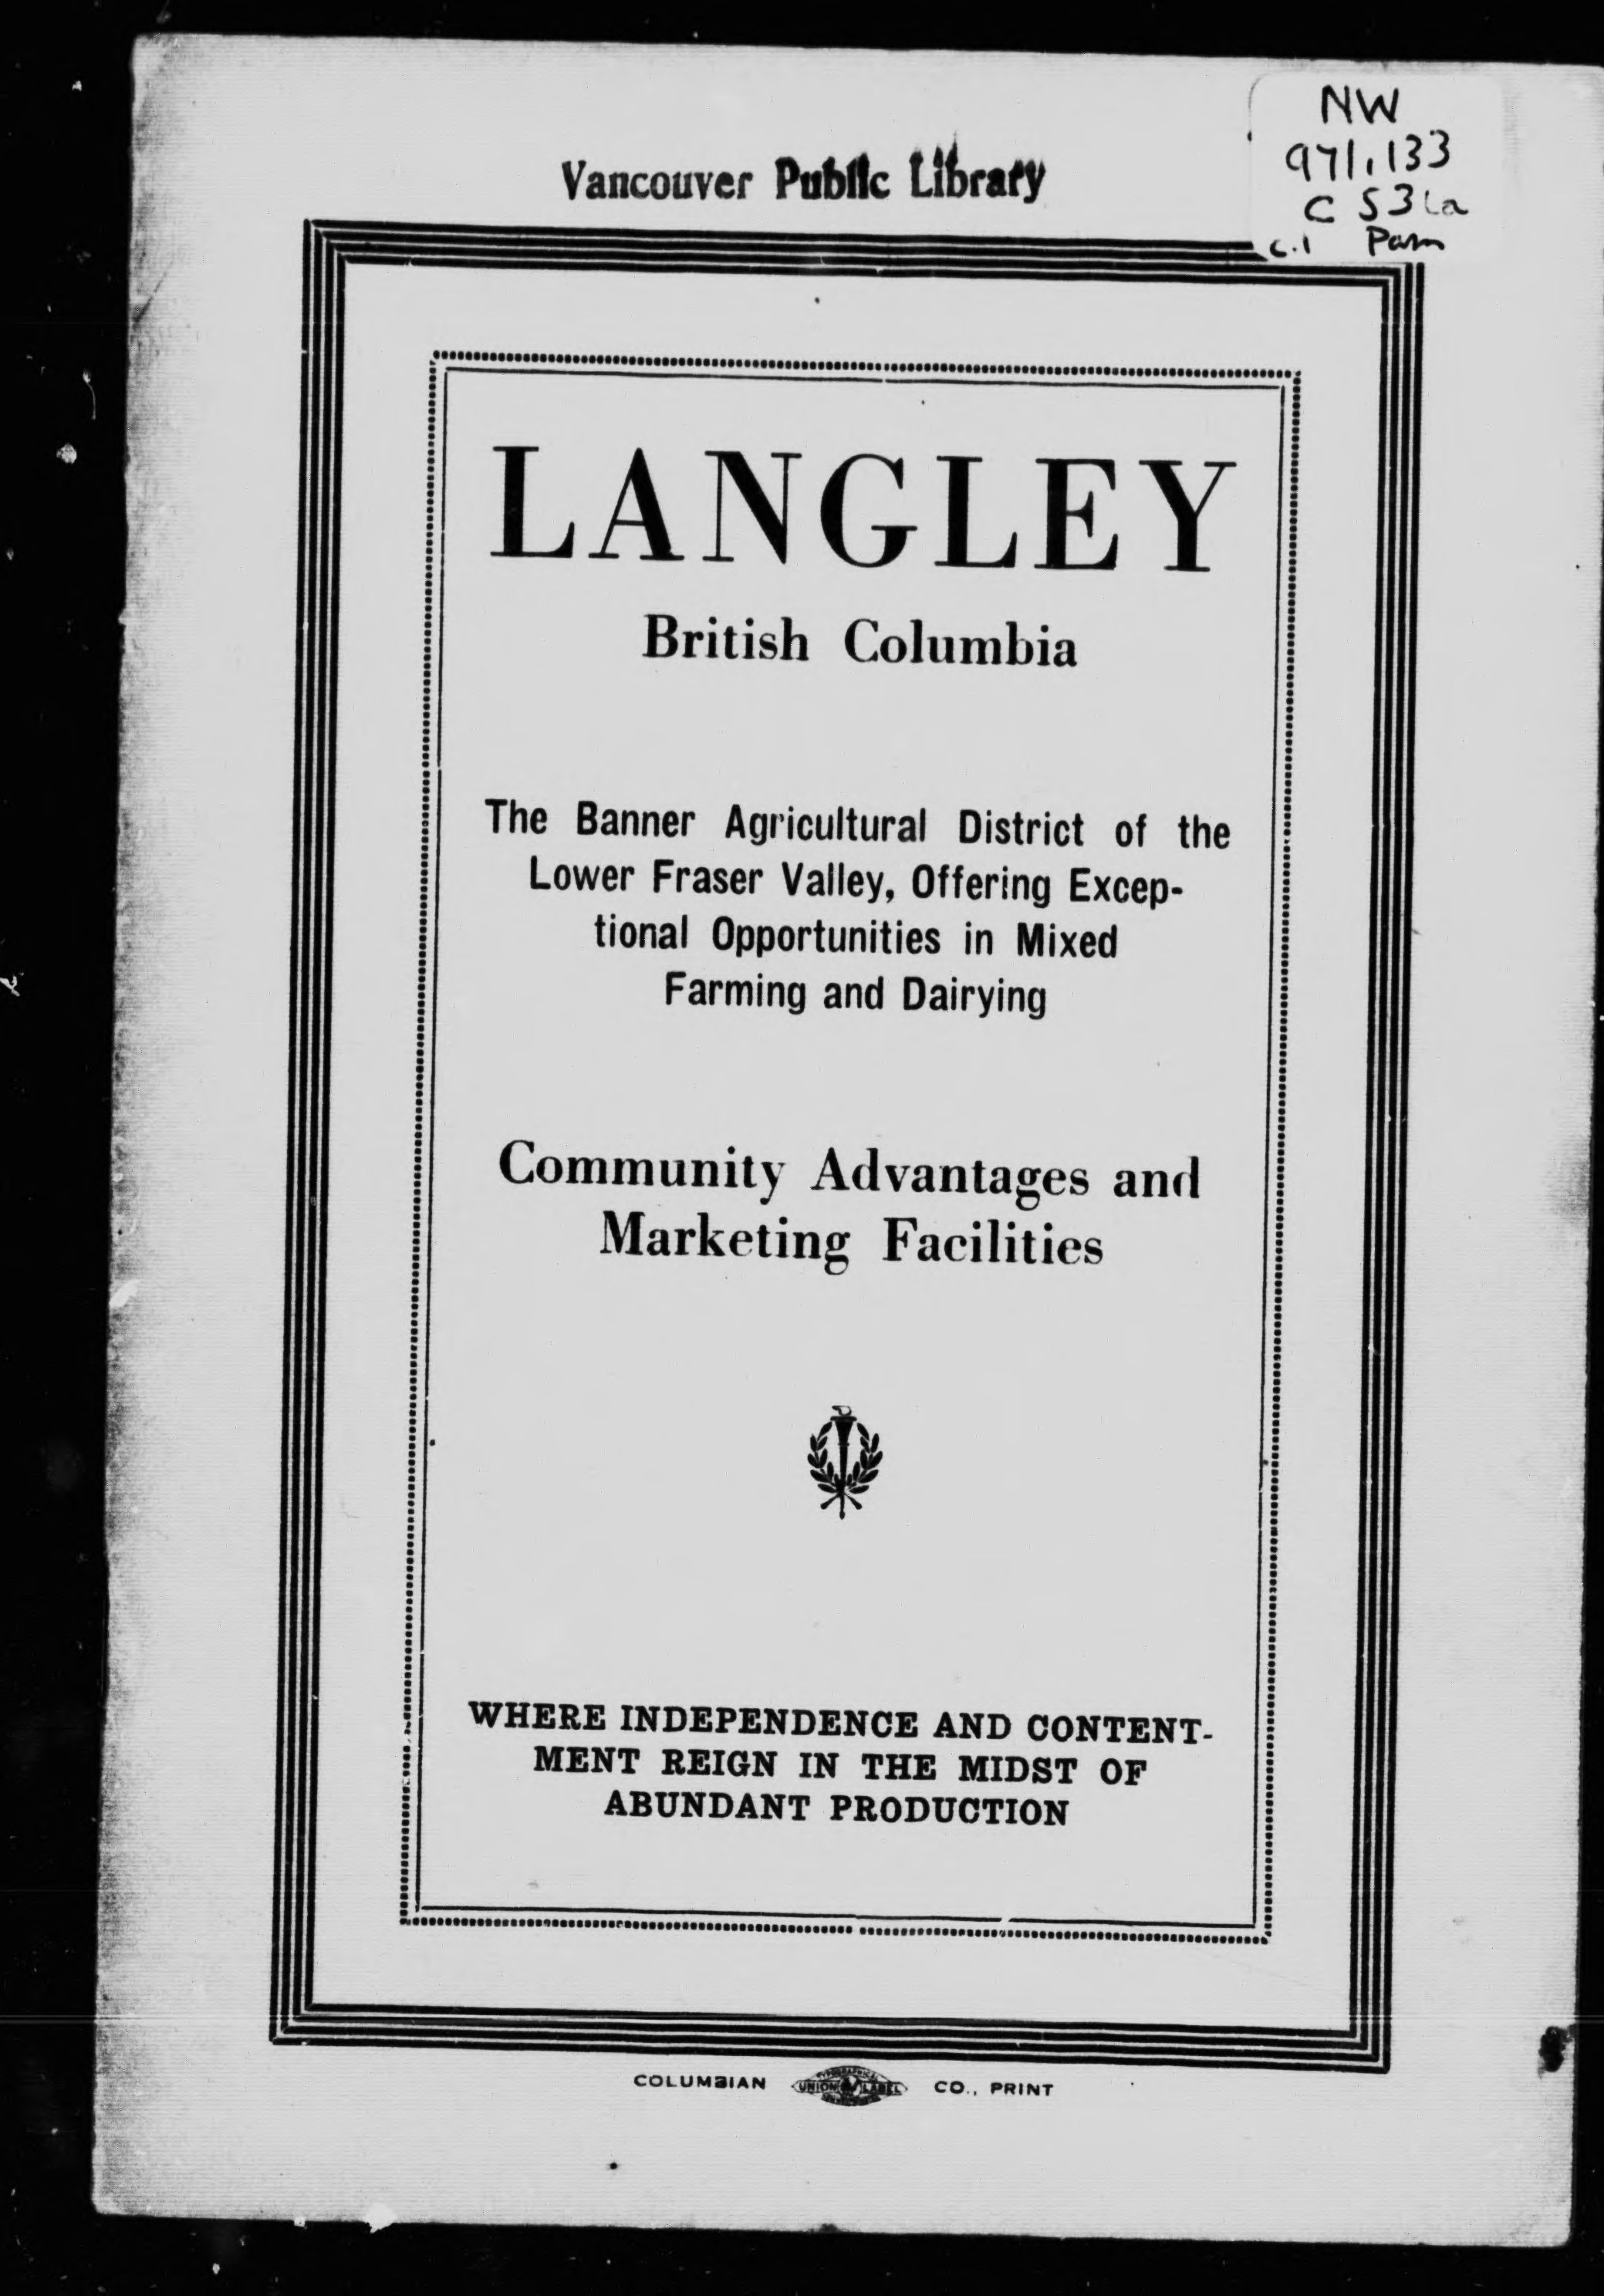 Vancouver Public Library
NW
971.133
C 531a
c.1 Pam
LANGLEY
British Columbia
The Banner Agricultural District of the
Lower Fraser Valley, Offering Excep-
tional Opportunities in Mixed
Farming and Dairying
Community Advantages and
Marketing Facilities
WHERE INDEPENDENCE AND CONTENT-
MENT REIGN IN THE MIDST OF
ABUNDANT PRODUCTION
COLUMBIAN UNION LABEL CO., PRINT